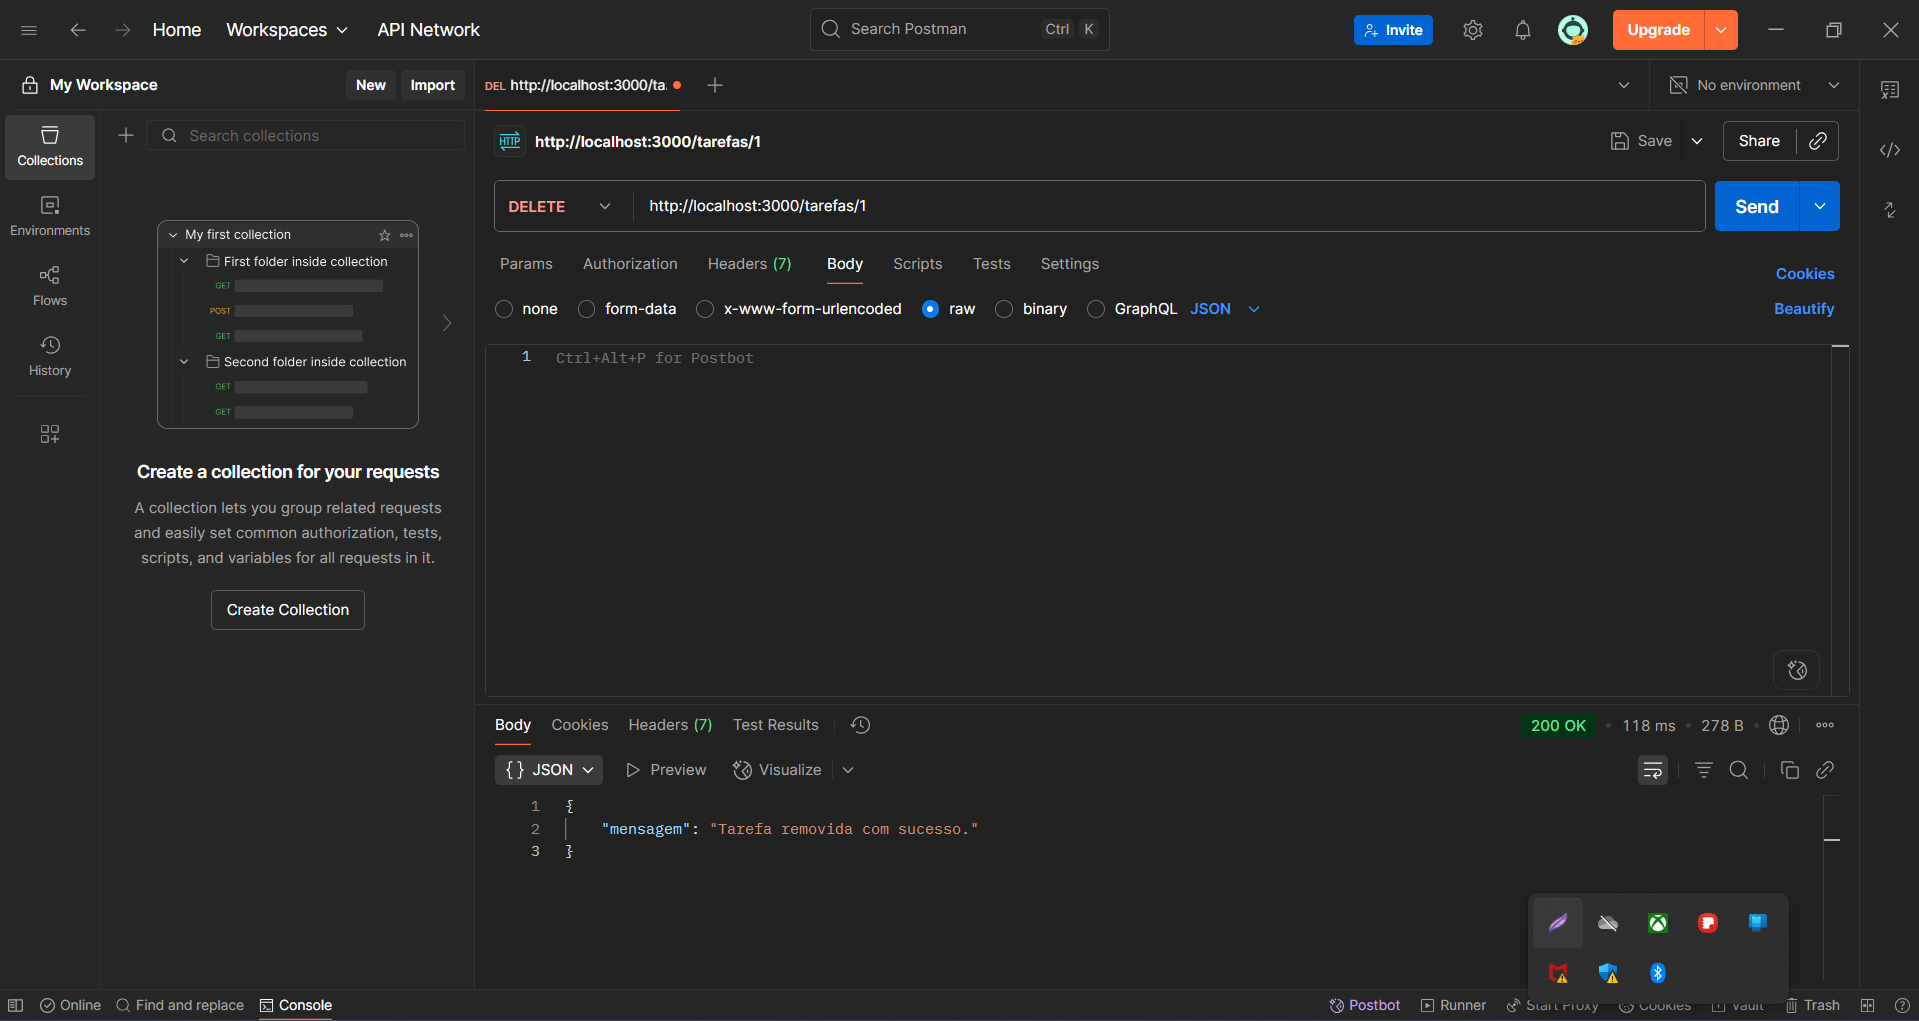 Home Workspaces API Network Search Postman Ctrl K Invite Upgrade
My Workspace New Import DEL http://localhost:3000/ta. No environment
Search collections
HTTP http://localhost:3000/tarefas/1 Save Share
Collections
Environments
Flows
History
My first collection
First folder inside collection
GET
POST
GET
Second folder inside collection
GET
GET
Create a collection for your requests
A collection lets you group related requests
and easily set common authorization, tests,
scripts, and variables for all requests in it.
Create Collection
DELETE http://localhost:3000/tarefas/1 Send
Params Authorization Headers (7) Body Scripts Tests Settings Cookies
none form-data x-www-form-urlencoded raw binary GraphQL JSON Beautify
1 Ctrl+Alt+P for Postbot
Body Cookies Headers (7) Test Results 200 OK • 118 ms • 278 B
{} JSON Preview Visualize
1 {
2 "mensagem": "Tarefa removida com sucesso."
3 }
Online Find and replace Console Postbot Runner Start Proxy Cookies Vault Trash